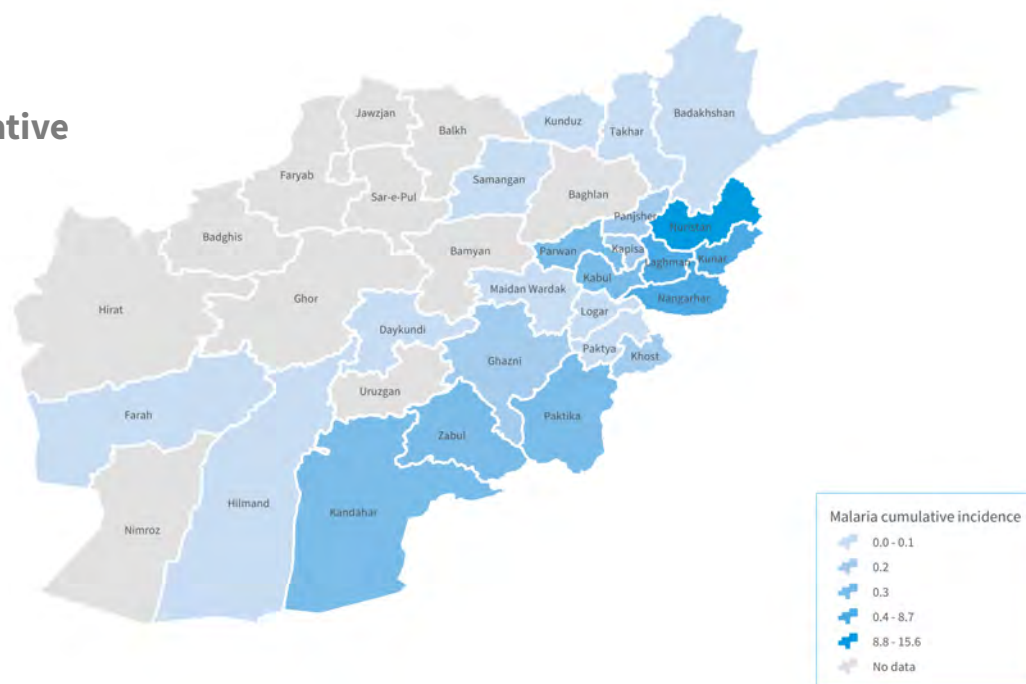 ative
Jawzjan
Balkh
Kunduz
Takhar
Badakhshan
Faryab
Sar-e-Pul
Samangan
Baghlan
Badghis
Bamyan
Panjsher
Nuristan
Parwan
Kapisa
Laghman
Kunar
Kabul
Nangarhar
Hirat
Ghor
Maidan Wardak
Logar
Daykundi
Paktya
Khost
Ghazni
Uruzgan
Farah
Paktika
Zabul
Hilmand
Kandahar
Nimroz
Malaria cumulative incidence
0.0 - 0.1
0.2
0.3
0.4 - 8.7
8.8 - 15.6
No data